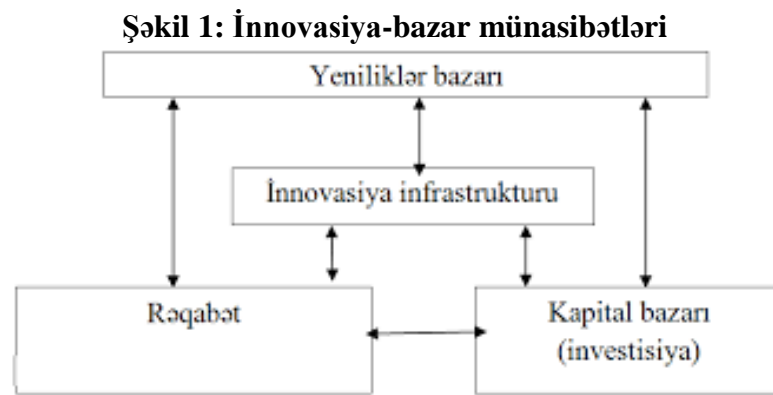 Şəkil 1: İnnovasiya-bazar münasibətləri
Yeniliklər bazarı
İnnovasiya infrastrukturu
Rəqabət
Kapital bazarı
(investisiya)